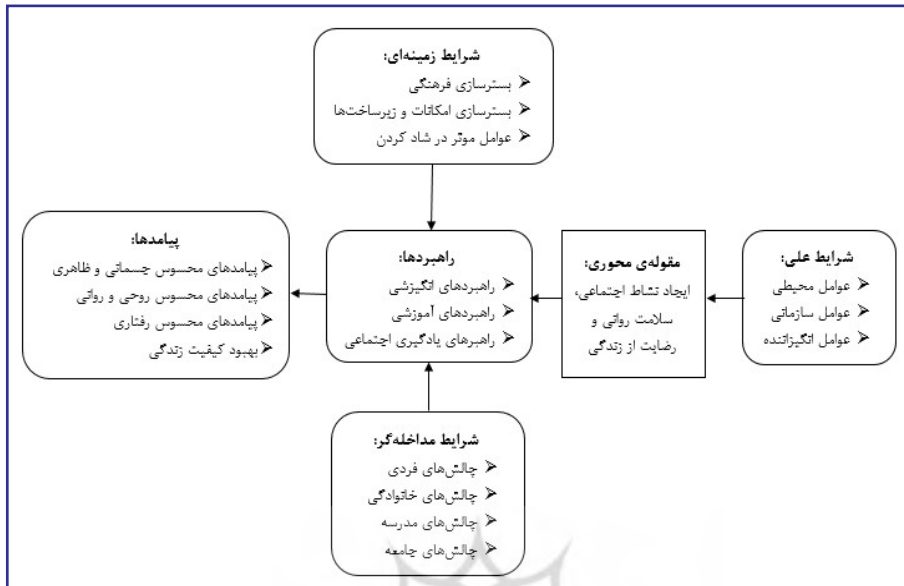 شرایط زمینه‌ای:
➢ بسترسازی فرهنگی
➢ بسترسازی امکانات و زیرساخت‌ها
➢ عوامل موثر در شاد کردن
شرایط علی:
➢ عوامل محیطی
➢ عوامل سازمانی
➢ عوامل انگیزاننده
مقوله‌ی محوری:
ایجاد نشاط اجتماعی،
سلامت روانی و
رضایت از زندگی
راهبردها:
➢ راهبردهای انگیزشی
➢ راهبردهای آموزشی
➢ راهبرهای یادگیری اجتماعی
پیامدها:
➢ پیامدهای محسوس جسمانی و ظاهری
➢ پیامدهای محسوس روحی و روانی
➢ پیامدهای محسوس رفتاری
➢ بهبود کیفیت زندگی
شرایط مداخله‌گر:
➢ چالش‌های فردی
➢ چالش‌های خانوادگی
➢ چالش‌های مدرسه
➢ چالش‌های جامعه